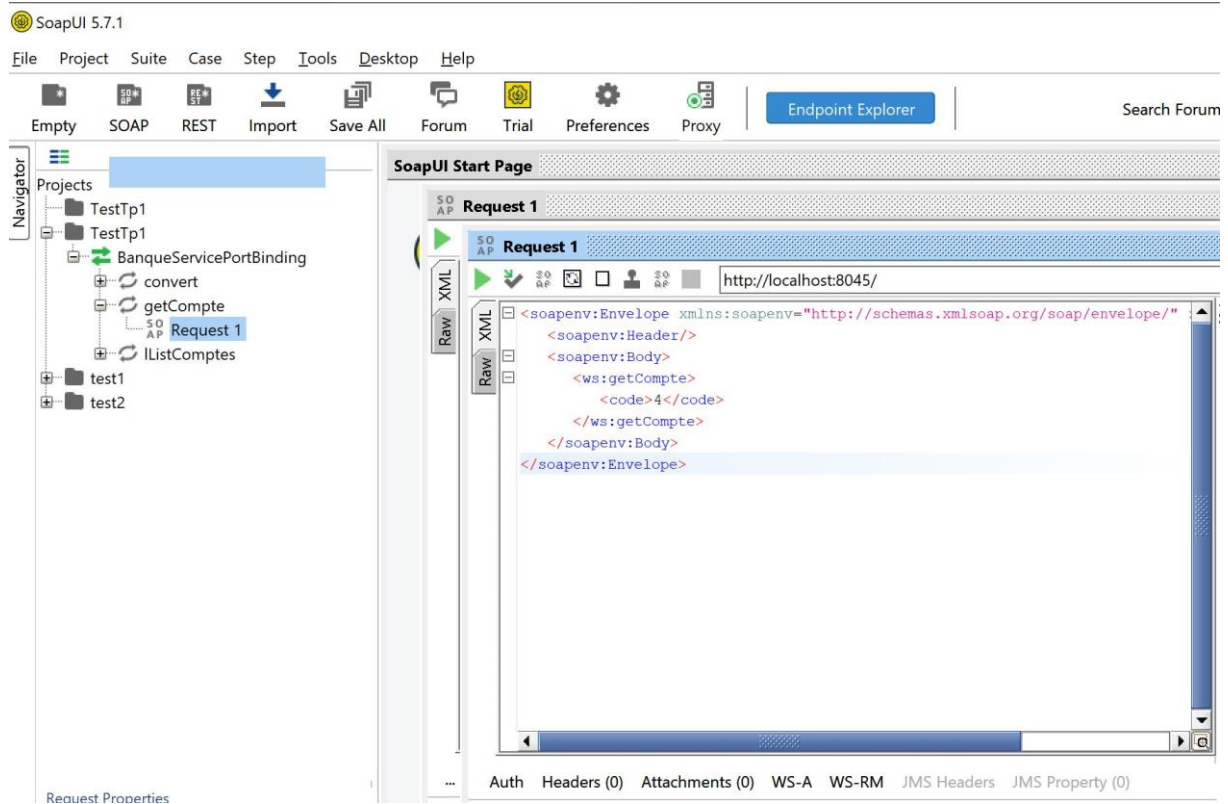 SoapUI 5.7.1
File Project Suite Case Step Tools Desktop Help
Empty SOAP REST Import Save All Forum Trial Preferences Proxy Endpoint Explorer Search Forum
Navigator
Projects
TestTp1
TestTp1
BanqueServicePortBinding
convert
getCompte
SOAP Request 1
lListComptes
test1
test2
SoapUI Start Page
SOAP Request 1
XML
Raw
SOAP Request 1
http://localhost:8045/
XML
Raw
<soapenv:Envelope xmlns:soapenv="http://schemas.xmlsoap.org/soap/envelope/"
<soapenv:Header/>
<soapenv:Body>
<ws:getCompte>
<code>4</code>
</ws:getCompte>
</soapenv:Body>
</soapenv:Envelope>
... Auth Headers (0) Attachments (0) WS-A WS-RM JMS Headers JMS Property (0)
Request Properties